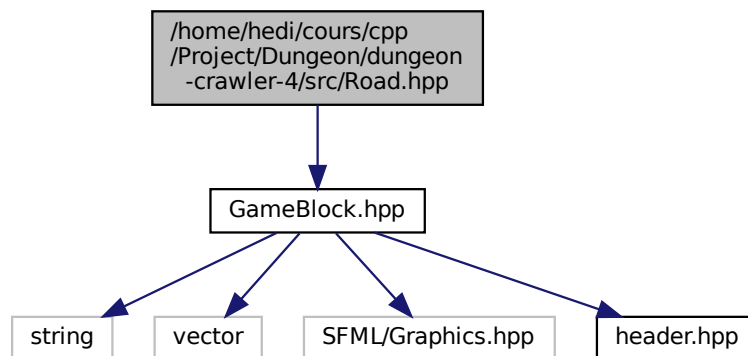 /home/hedi/cours/cpp
/Project/Dungeon/dungeon
-crawler-4/src/Road.hpp
GameBlock.hpp
string
vector
SFML/Graphics.hpp
header.hpp